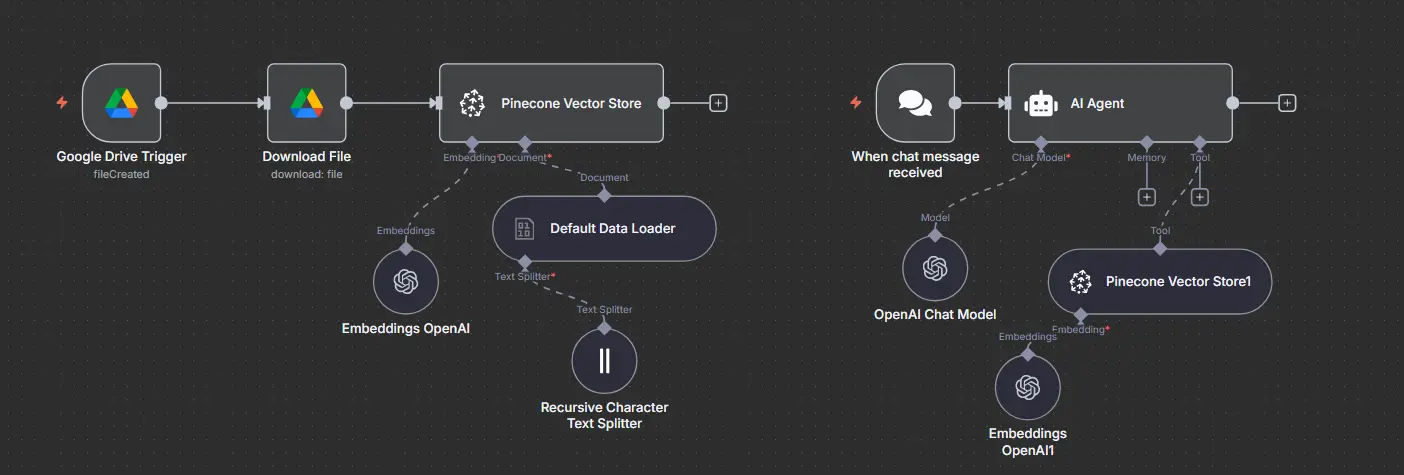 Google Drive Trigger
fileCreated
Download File
download: file
Pinecone Vector Store
Embedding*
Document*
Document
Default Data Loader
Embeddings
Embeddings OpenAI
Text Splitter*
Text Splitter
Recursive Character
Text Splitter
When chat message
received
AI Agent
Chat Model*
Memory
Tool
Model
OpenAI Chat Model
Tool
Pinecone Vector Store1
Embedding*
Embeddings
Embeddings
OpenAI1